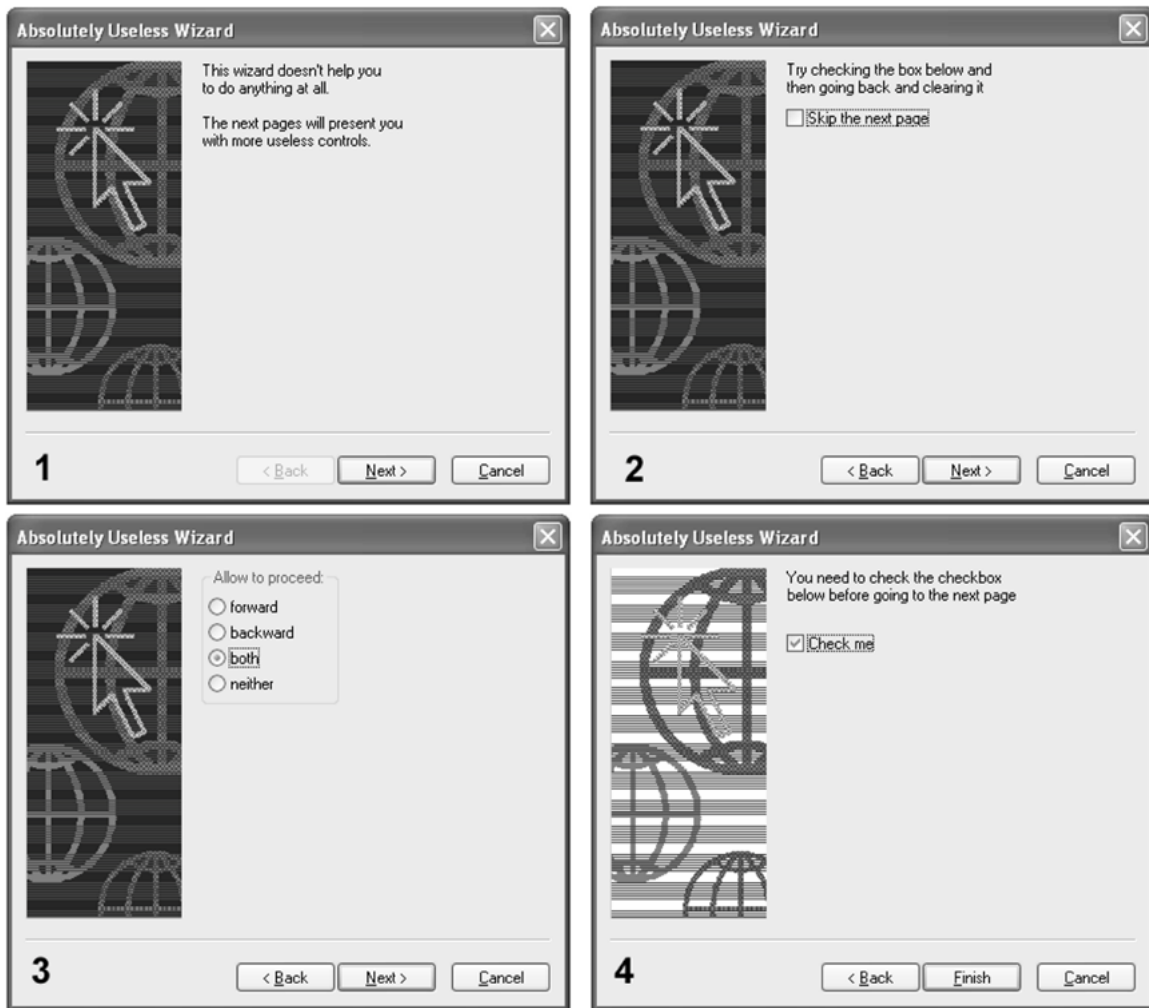 Absolutely Useless Wizard
This wizard doesn't help you
to do anything at all.
The next pages will present you
with more useless controls.
1
< Back
Next >
Cancel
Absolutely Useless Wizard
Try checking the box below and
then going back and clearing it
Skip the next page
2
< Back
Next >
Cancel
Absolutely Useless Wizard
Allow to proceed:
forward
backward
both
neither
3
< Back
Next >
Cancel
Absolutely Useless Wizard
You need to check the checkbox
below before going to the next page
Check me
4
< Back
Finish
Cancel